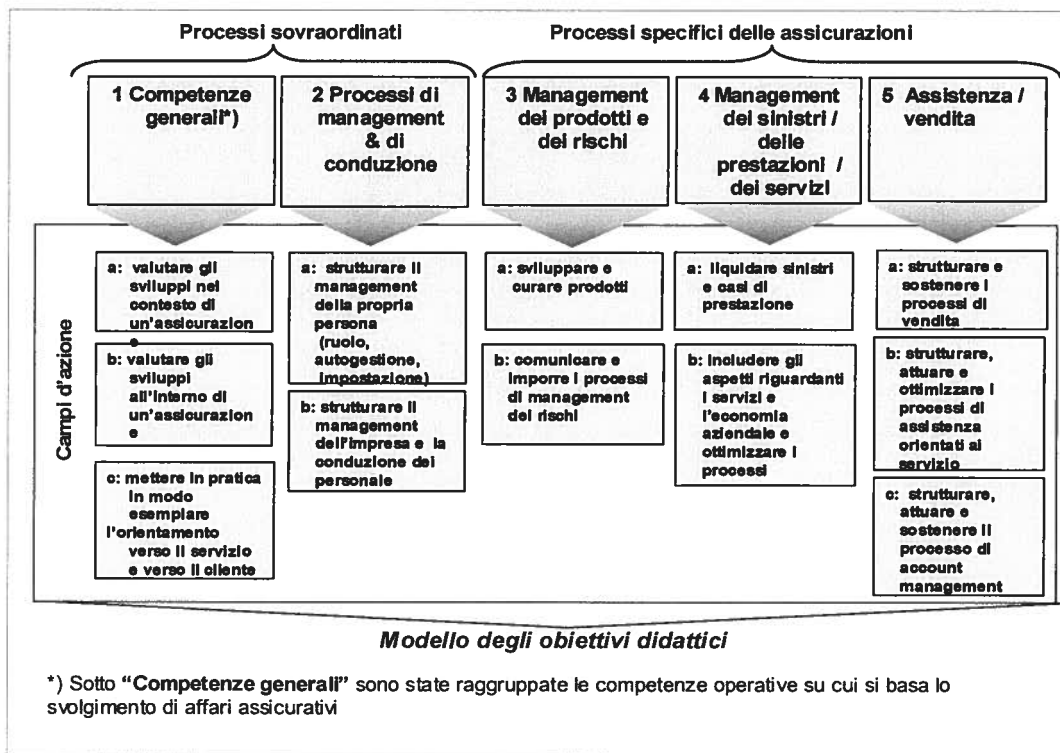 Processi sovraordinati
Processi specifici delle assicurazioni
1 Competenze
generali*)
2 Processi di
management
& di
conduzione
3 Management
dei prodotti e
dei rischi
4 Management
dei sinistri /
delle
prestazioni /
dei servizi
5 Assistenza /
vendita
Campi d'azione
a: valutare gli
sviluppi nel
contesto di
un'assicurazion
e
b: valutare gli
sviluppi
all'interno di
un'assicurazion
e
c: mettere in pratica
in modo
esemplare
l'orientamento
verso il servizio
e verso il cliente
a: strutturare il
management
della propria
persona
(ruolo,
autogestione,
impostazione)
b: strutturare il
management
dell'impresa e la
conduzione del
personale
a: sviluppare e
curare prodotti
b: comunicare e
imporre i processi
di management
dei rischi
a: liquidare sinistri
e casi di
prestazione
b: includere gli
aspetti riguardanti
i servizi e
l'economia
aziendale e
ottimizzare i
processi
a: strutturare e
sostenere i
processi di
vendita
b: strutturare,
attuare e
ottimizzare i
processi di
assistenza
orientati al
servizio
c: strutturare,
attuare e
sostenere il
processo di
account
management
Modello degli obiettivi didattici
*) Sotto "Competenze generali" sono state raggruppate le competenze operative su cui si basa lo
svolgimento di affari assicurativi